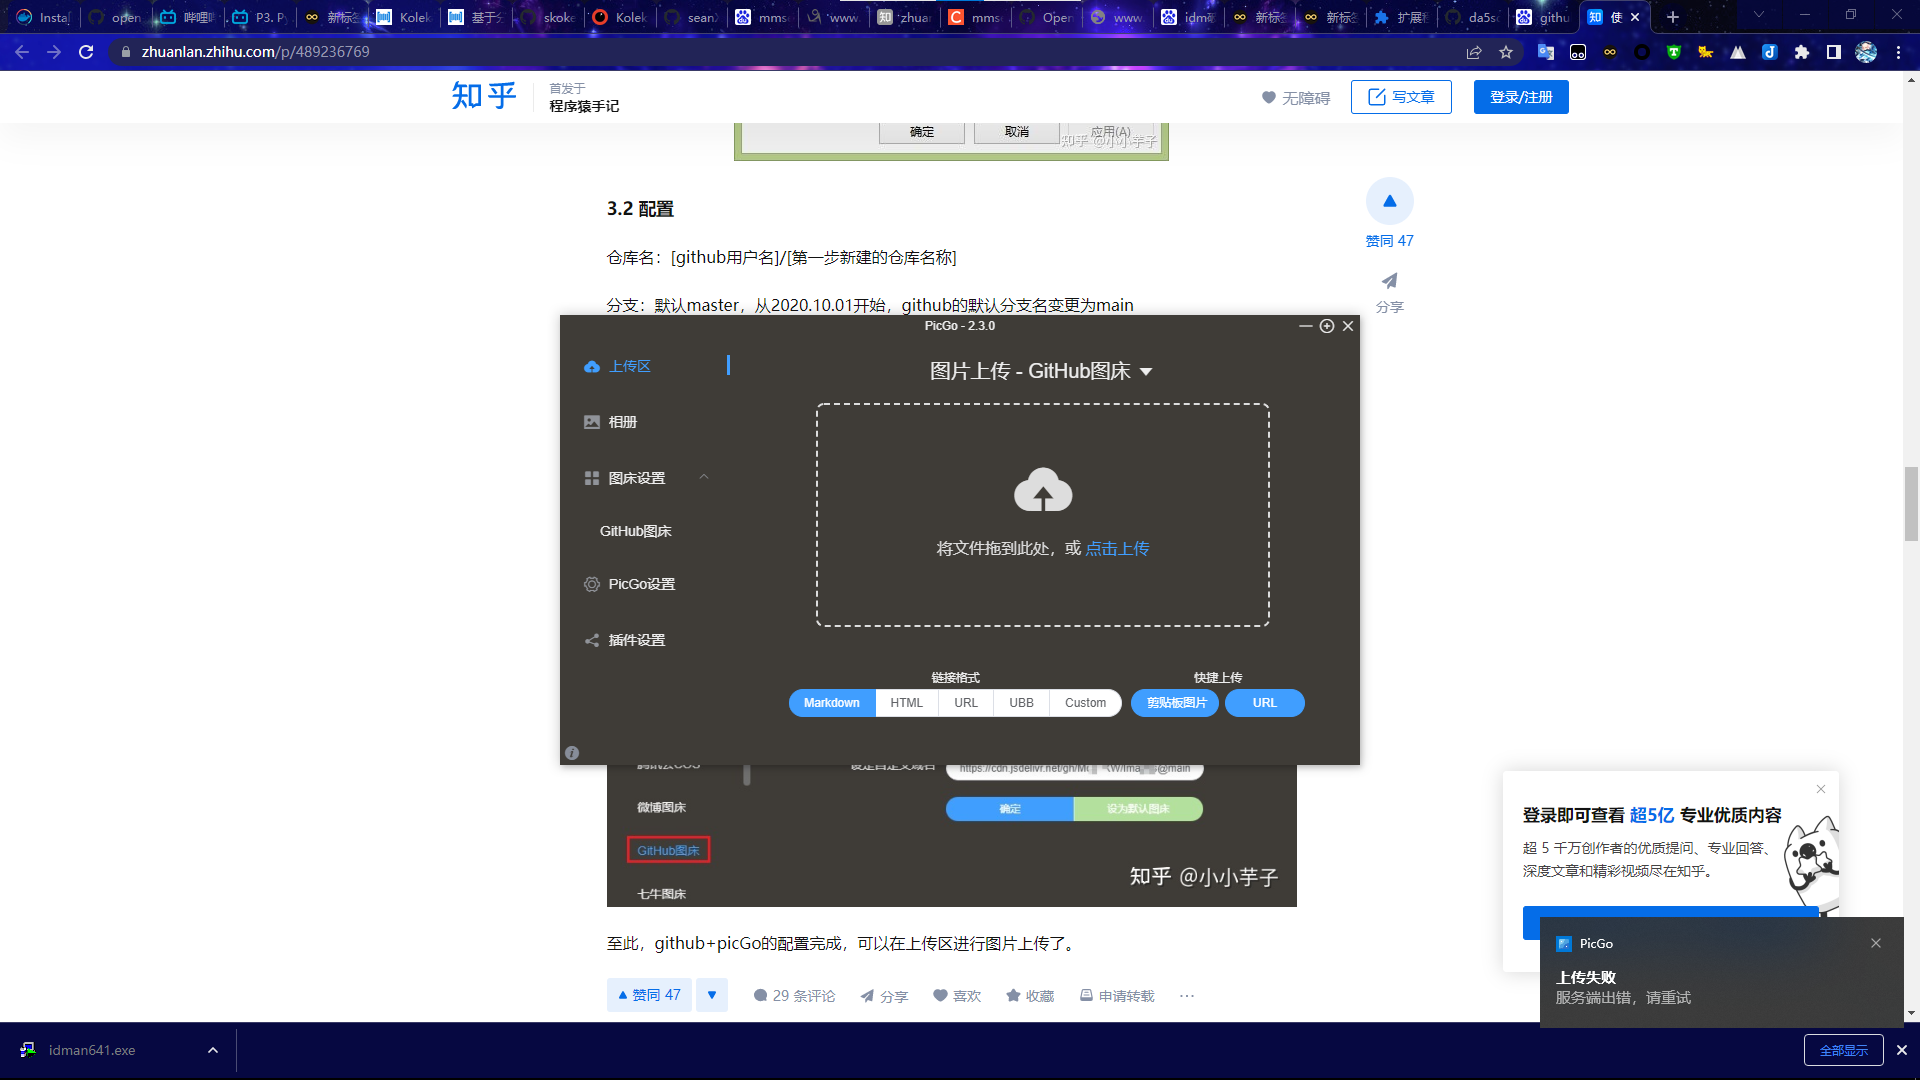 Insta
open
哔哩
P3. P
新标
Kolek
基于
skoke
Kolek
sean
mms
'www.
zhua
mms
Open
www.
idm
新标
新标
扩展
da5s
githu
使
zhuanlan.zhihu.com/p/489236769
知乎
首发于
程序猿手记
无障碍
写文章
登录/注册
确定
取消
应用(A)
知乎 @小小芋子
3.2 配置
仓库名：[github用户名]/[第一步新建的仓库名称]
分支：默认master，从2020.10.01开始，github的默认分支名变更为main
赞同 47
分享
PicGo - 2.3.0
上传区
相册
图床设置
GitHub图床
PicGo设置
插件设置
图片上传 - GitHub图床
将文件拖到此处，或 点击上传
链接格式
快捷上传
Markdown
HTML
URL
UBB
Custom
剪贴板图片
URL
腾讯云COS
设定自定义域名
微博图床
确定
设为默认图床
GitHub图床
七牛图床
知乎 @小小芋子
至此，github+picGo的配置完成，可以在上传区进行图片上传了。
赞同 47
29 条评论
分享
喜欢
收藏
申请转载
登录即可查看 超5亿 专业优质内容
超 5 千万创作者的优质提问、专业回答、
深度文章和精彩视频尽在知乎。
PicGo
上传失败
服务端出错，请重试
idman641.exe
全部显示